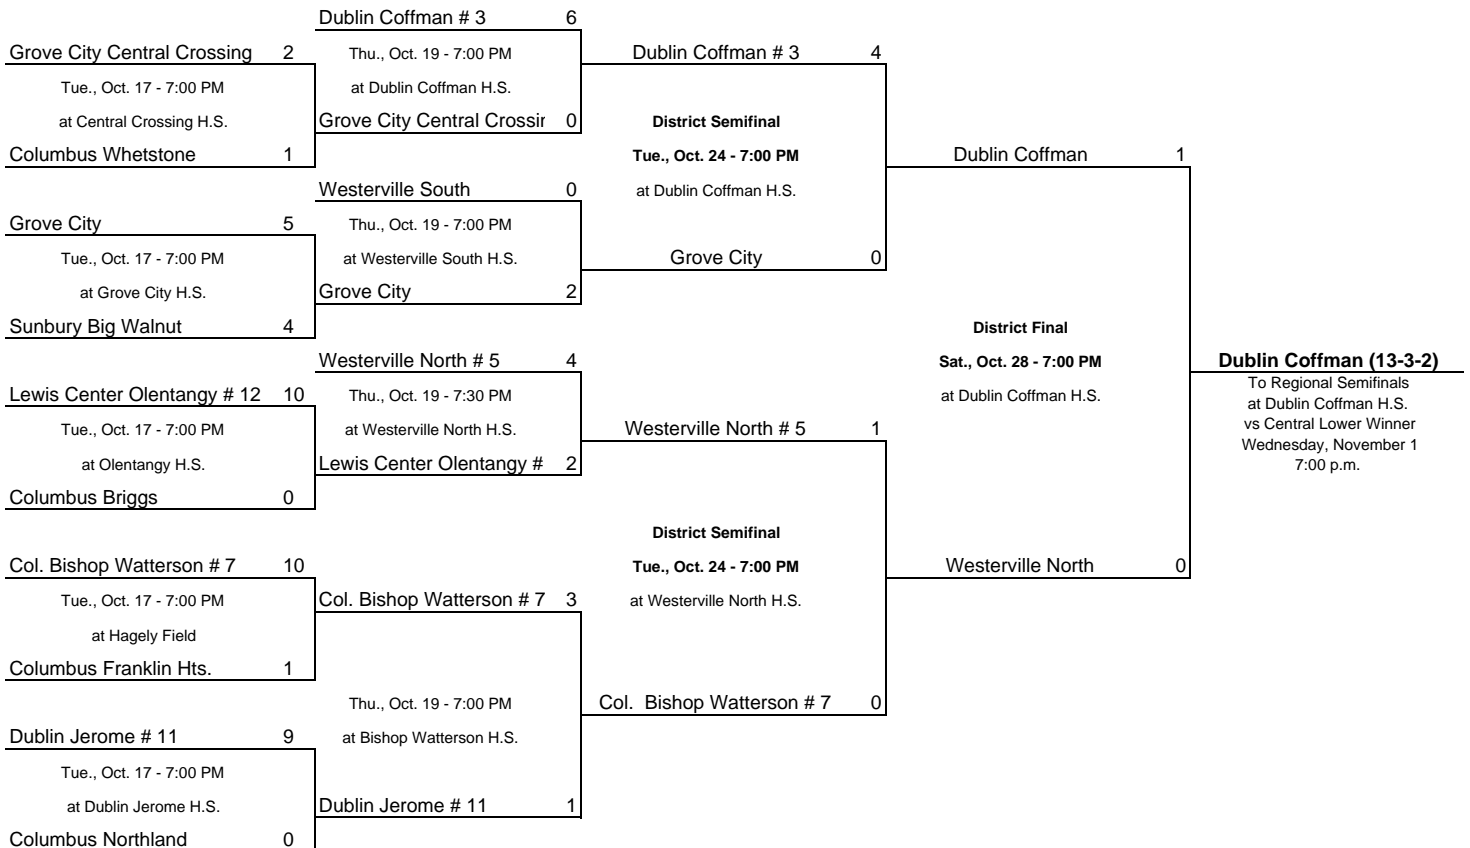 Dublin Coffman # 3 6
Grove City Central Crossing 2
Thu., Oct. 19 - 7:00 PM
Dublin Coffman # 3 4
Tue., Oct. 17 - 7:00 PM
at Dublin Coffman H.S.
at Central Crossing H.S.
Grove City Central Crossin 0
District Semifinal
Columbus Whetstone 1
Tue., Oct. 24 - 7:00 PM
Dublin Coffman 1
Westerville South 0
at Dublin Coffman H.S.
Grove City 5
Thu., Oct. 19 - 7:00 PM
Tue., Oct. 17 - 7:00 PM
at Westerville South H.S.
Grove City 0
at Grove City H.S.
Grove City 2
Sunbury Big Walnut 4
District Final
Westerville North # 5 4
Sat., Oct. 28 - 7:00 PM
Dublin Coffman (13-3-2)
Lewis Center Olentangy # 12 10
Thu., Oct. 19 - 7:30 PM
at Dublin Coffman H.S.
To Regional Semifinals
at Dublin Coffman H.S.
vs Central Lower Winner
Wednesday, November 1
7:00 p.m.
Tue., Oct. 17 - 7:00 PM
at Westerville North H.S.
Westerville North # 5 1
at Olentangy H.S.
Lewis Center Olentangy # 2
Columbus Briggs 0
District Semifinal
Col. Bishop Watterson # 7 10
Tue., Oct. 24 - 7:00 PM
Westerville North 0
Tue., Oct. 17 - 7:00 PM
Col. Bishop Watterson # 7 3
at Westerville North H.S.
at Hagely Field
Columbus Franklin Hts. 1
Thu., Oct. 19 - 7:00 PM
Col. Bishop Watterson # 7 0
Dublin Jerome # 11 9
at Bishop Watterson H.S.
Tue., Oct. 17 - 7:00 PM
at Dublin Jerome H.S.
Dublin Jerome # 11 1
Columbus Northland 0